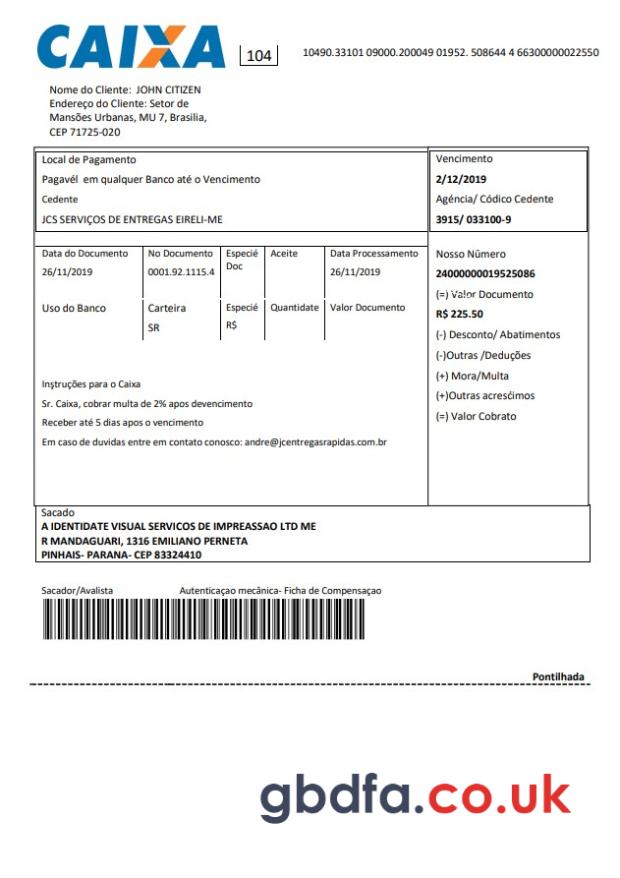 CAIXA 104 10490.33101 09000.200049 01952. 508644 4 66300000022550
Nome do Cliente: JOHN CITIZEN
Endereço do Cliente: Setor de
Mansões Urbanas, MU 7, Brasilia,
CEP 71725-020
Local de Pagamento
Pagavél em qualquer Banco até o Vencimento
Cedente
JCS SERVIÇOS DE ENTREGAS EIRELI-ME
Vencimento
2/12/2019
Agéncia/ Códico Cedente
3915/ 033100-9
Data do Documento No Documento Especié Doc Aceite Data Processamento
26/11/2019 0001.92.1115.4 26/11/2019
Uso do Banco Carteira Especié Quantidate Valor Documento
SR R$
Nosso Nűmero
24000000019525086
(=) Valor Documento
R$ 225.50
(-) Desconto/ Abatimentos
(-)Outras /Deduções
(+) Mora/Multa
(+)Outras acresćimos
(=) Valor Cobrato
Instruções para o Caixa
Sr. Caixa, cobrar multa de 2% apos devencimento
Receber até 5 dias apos o vencimento
Em caso de duvidas entre em contato conosco: andre@jcentregasrapidas.com.br
Sacado
A IDENTIDATE VISUAL SERVICOS DE IMPREASSAO LTD ME
R MANDAGUARI, 1316 EMILIANO PERNETA
PINHAIS- PARANA- CEP 83324410
Sacador/Avalista Autenticaçao mecânica- Ficha de Compensaçao
Pontilhada
gbdfa.co.uk